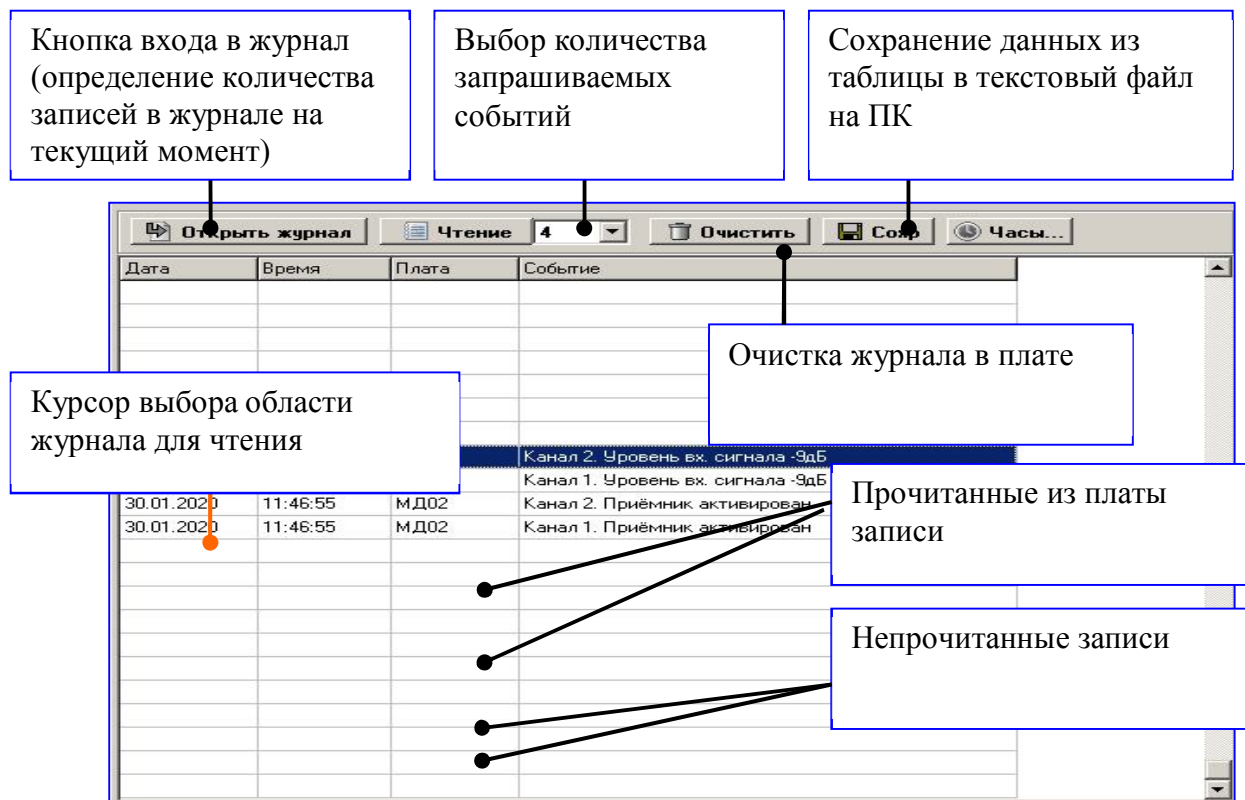 Кнопка входа в журнал
(определение количества
записей в журнале на
текущий момент)
Выбор количества
запрашиваемых
событий
Сохранение данных из
таблицы в текстовый файл
на ПК
Открыть журнал Чтение 4 Очистить Сохр Часы...
Дата Время Плата Событие
Очистка журнала в плате
Курсор выбора области
журнала для чтения
Канал 2. Уровень вх. сигнала -9дБ
Канал 1. Уровень вх. сигнала -9дБ
30.01.2020 11:46:55 МД02 Канал 2. Приёмник активирован
30.01.2020 11:46:55 МД02 Канал 1. Приёмник активирован
Прочитанные из платы
записи
Непрочитанные записи